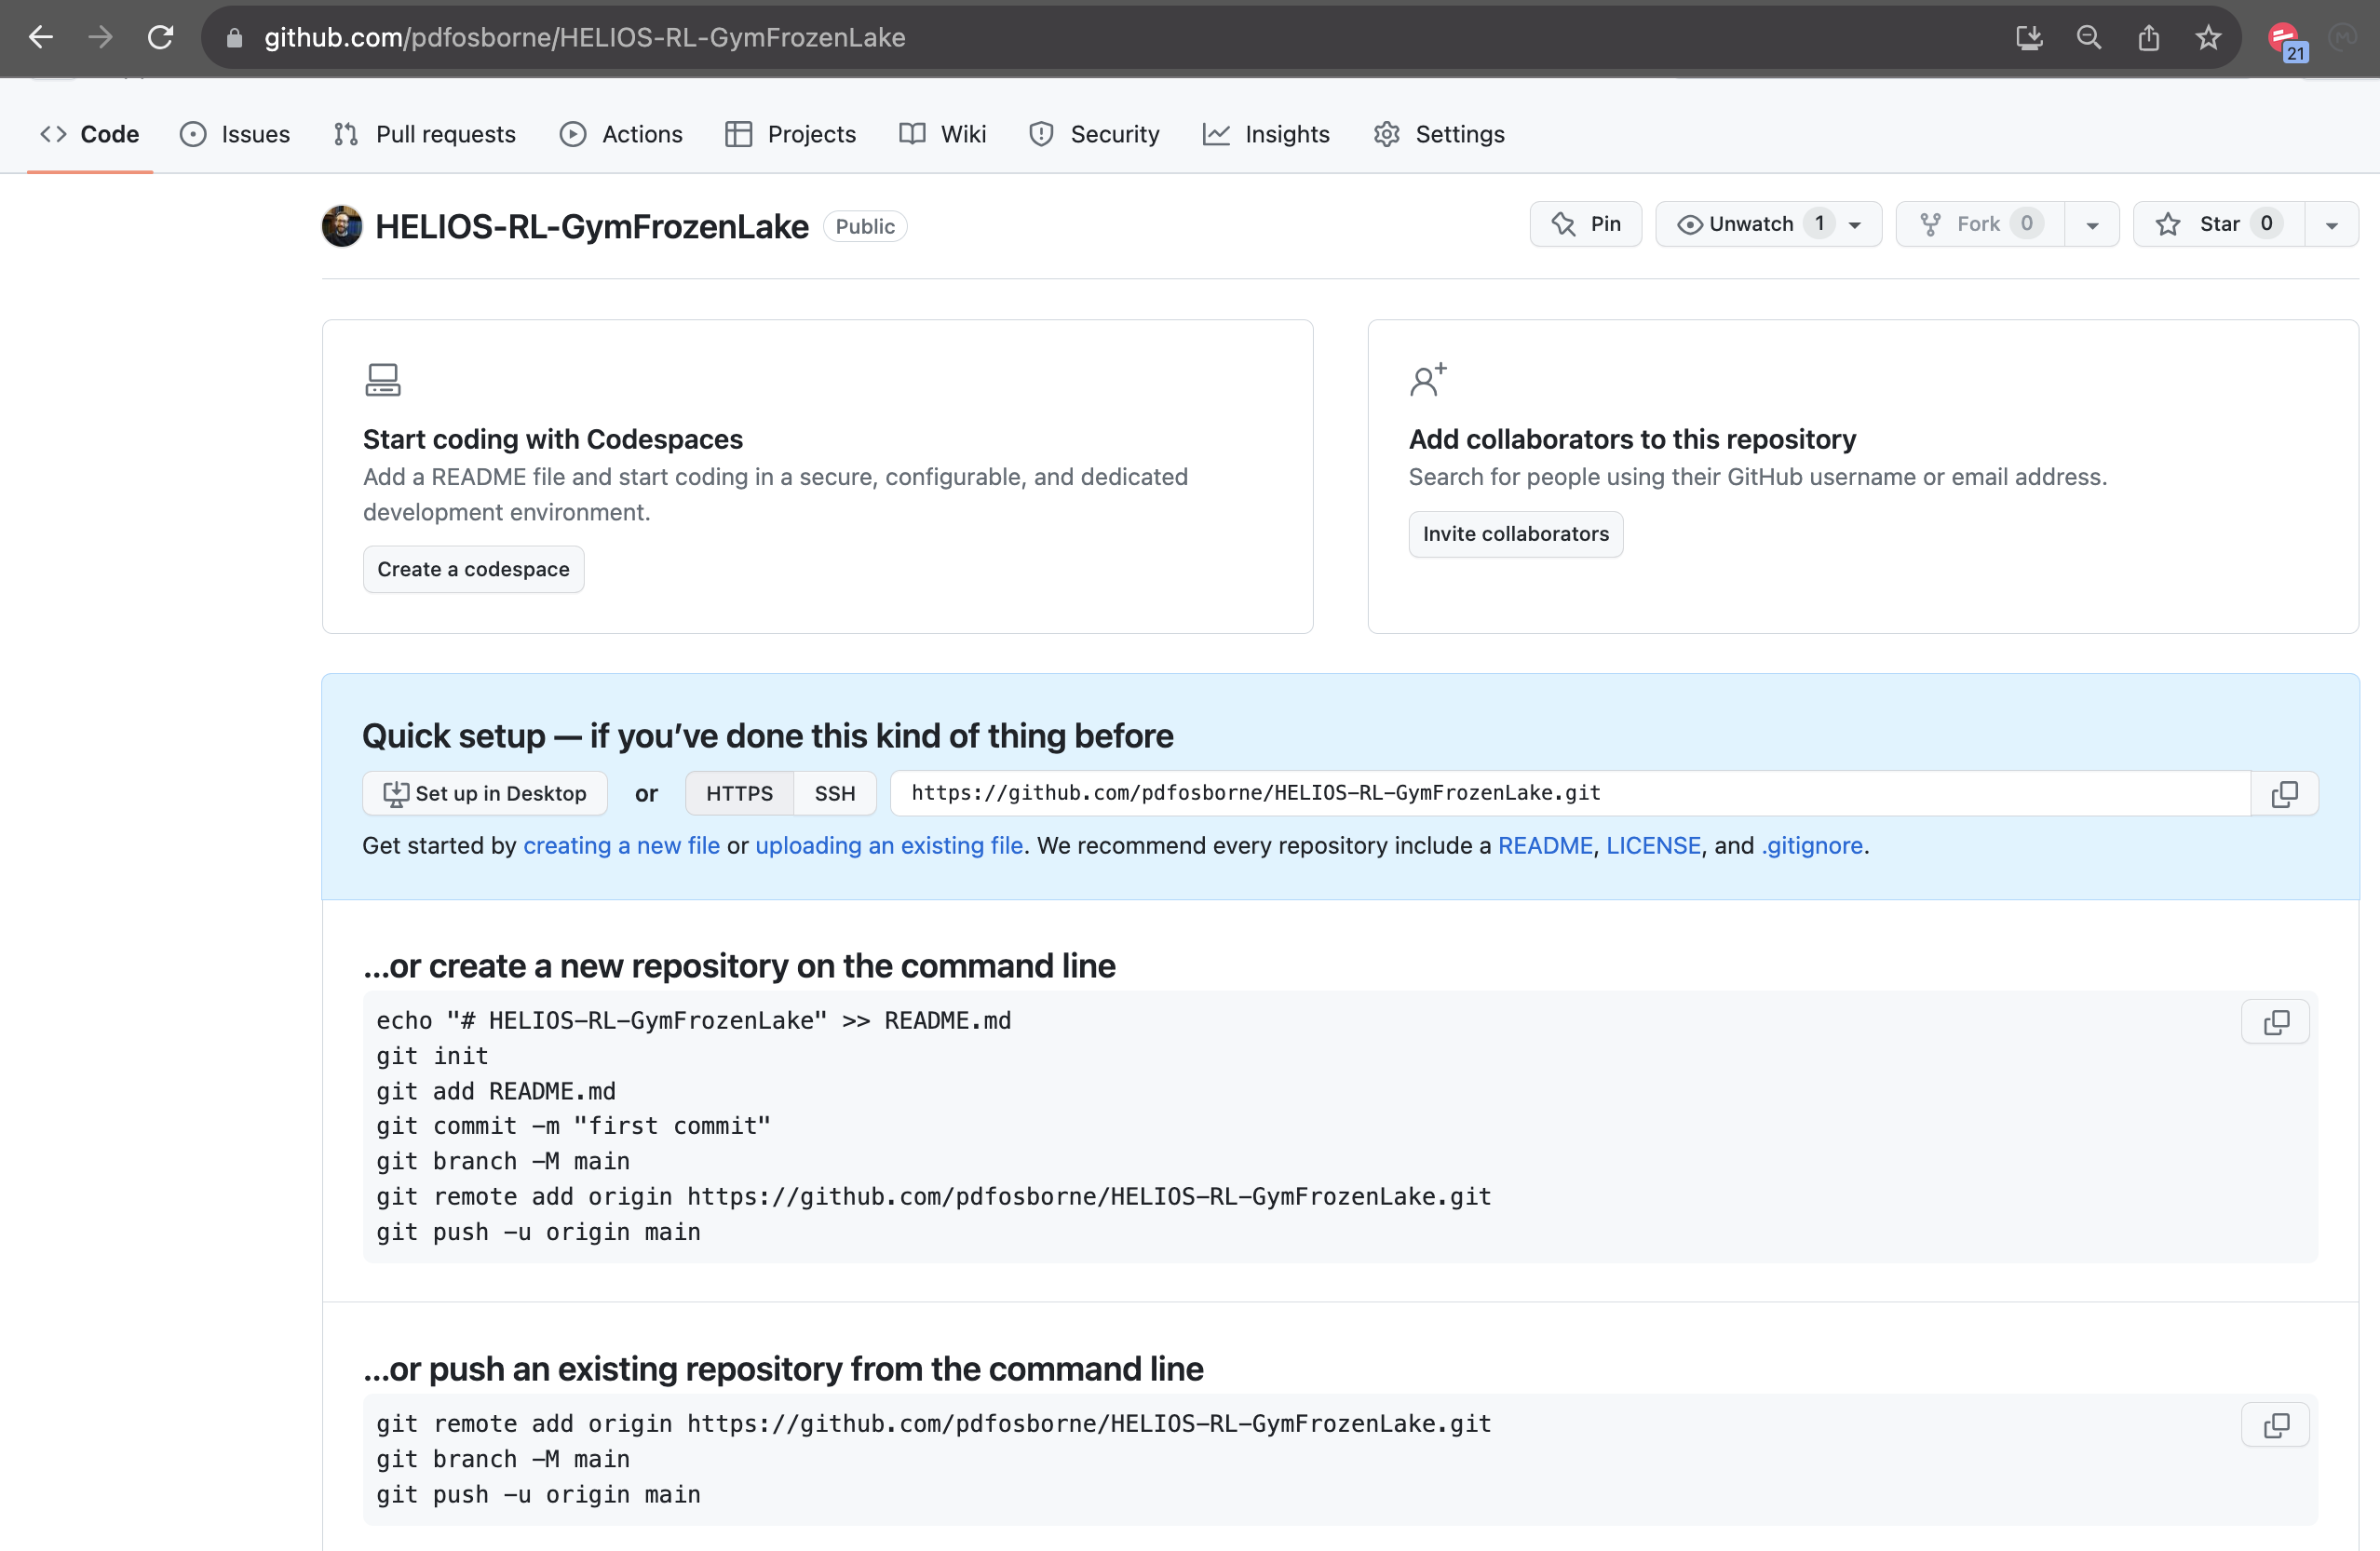 github.com/pdfosborne/HELIOS-RL-GymFrozenLake
21
Code Issues Pull requests Actions Projects Wiki Security Insights Settings
HELIOS-RL-GymFrozenLake Public Pin Unwatch 1 Fork 0 Star 0
Start coding with Codespaces
Add a README file and start coding in a secure, configurable, and dedicated
development environment.
Create a codespace
Add collaborators to this repository
Search for people using their GitHub username or email address.
Invite collaborators
Quick setup — if you’ve done this kind of thing before
Set up in Desktop or HTTPS SSH https://github.com/pdfosborne/HELIOS-RL-GymFrozenLake.git
Get started by creating a new file or uploading an existing file. We recommend every repository include a README, LICENSE, and .gitignore.
…or create a new repository on the command line
echo "# HELIOS-RL-GymFrozenLake" >> README.md
git init
git add README.md
git commit -m "first commit"
git branch -M main
git remote add origin https://github.com/pdfosborne/HELIOS-RL-GymFrozenLake.git
git push -u origin main
…or push an existing repository from the command line
git remote add origin https://github.com/pdfosborne/HELIOS-RL-GymFrozenLake.git
git branch -M main
git push -u origin main